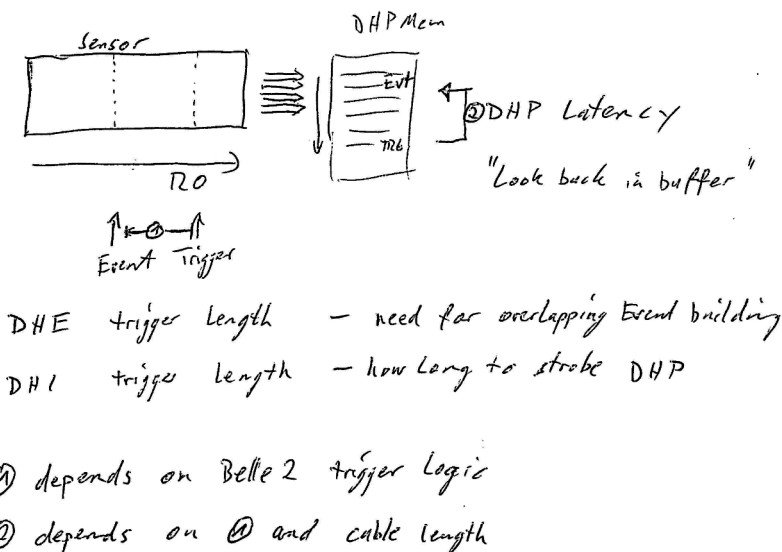 DHP Mem
Sensor
Evt
TRG
② DHP Latency
"Look back in buffer"
RO
①
Event Trigger
DHE trigger length – need for overlapping Event building
DHI trigger length – how long to strobe DHP
① depends on Belle 2 trigger logic
② depends on ① and cable length